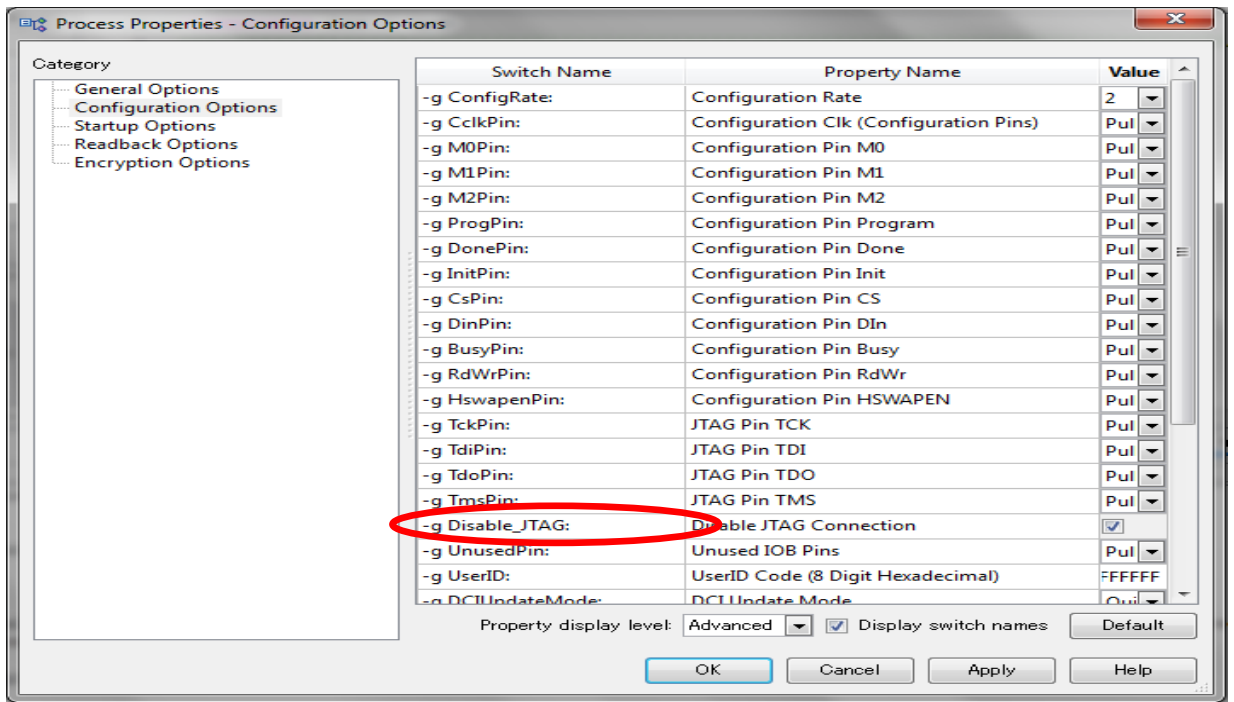 Process Properties - Configuration Options
Category
General Options
Configuration Options
Startup Options
Readback Options
Encryption Options
Switch Name Property Name Value
-g ConfigRate: Configuration Rate 2
-g CclkPin: Configuration Clk (Configuration Pins) Pul
-g M0Pin: Configuration Pin M0 Pul
-g M1Pin: Configuration Pin M1 Pul
-g M2Pin: Configuration Pin M2 Pul
-g ProgPin: Configuration Pin Program Pul
-g DonePin: Configuration Pin Done Pul
-g InitPin: Configuration Pin Init Pul
-g CsPin: Configuration Pin CS Pul
-g DinPin: Configuration Pin DIn Pul
-g BusyPin: Configuration Pin Busy Pul
-g RdWrPin: Configuration Pin RdWr Pul
-g HswapenPin: Configuration Pin HSWAPEN Pul
-g TckPin: JTAG Pin TCK Pul
-g TdiPin: JTAG Pin TDI Pul
-g TdoPin: JTAG Pin TDO Pul
-g TmsPin: JTAG Pin TMS Pul
-g Disable_JTAG: Disable JTAG Connection
-g UnusedPin: Unused IOB Pins Pul
-g UserID: UserID Code (8 Digit Hexadecimal) FFFFFF
-g DCIUpdateMode: DCI Update Mode Qui
Property display level: Advanced Display switch names Default
OK Cancel Apply Help